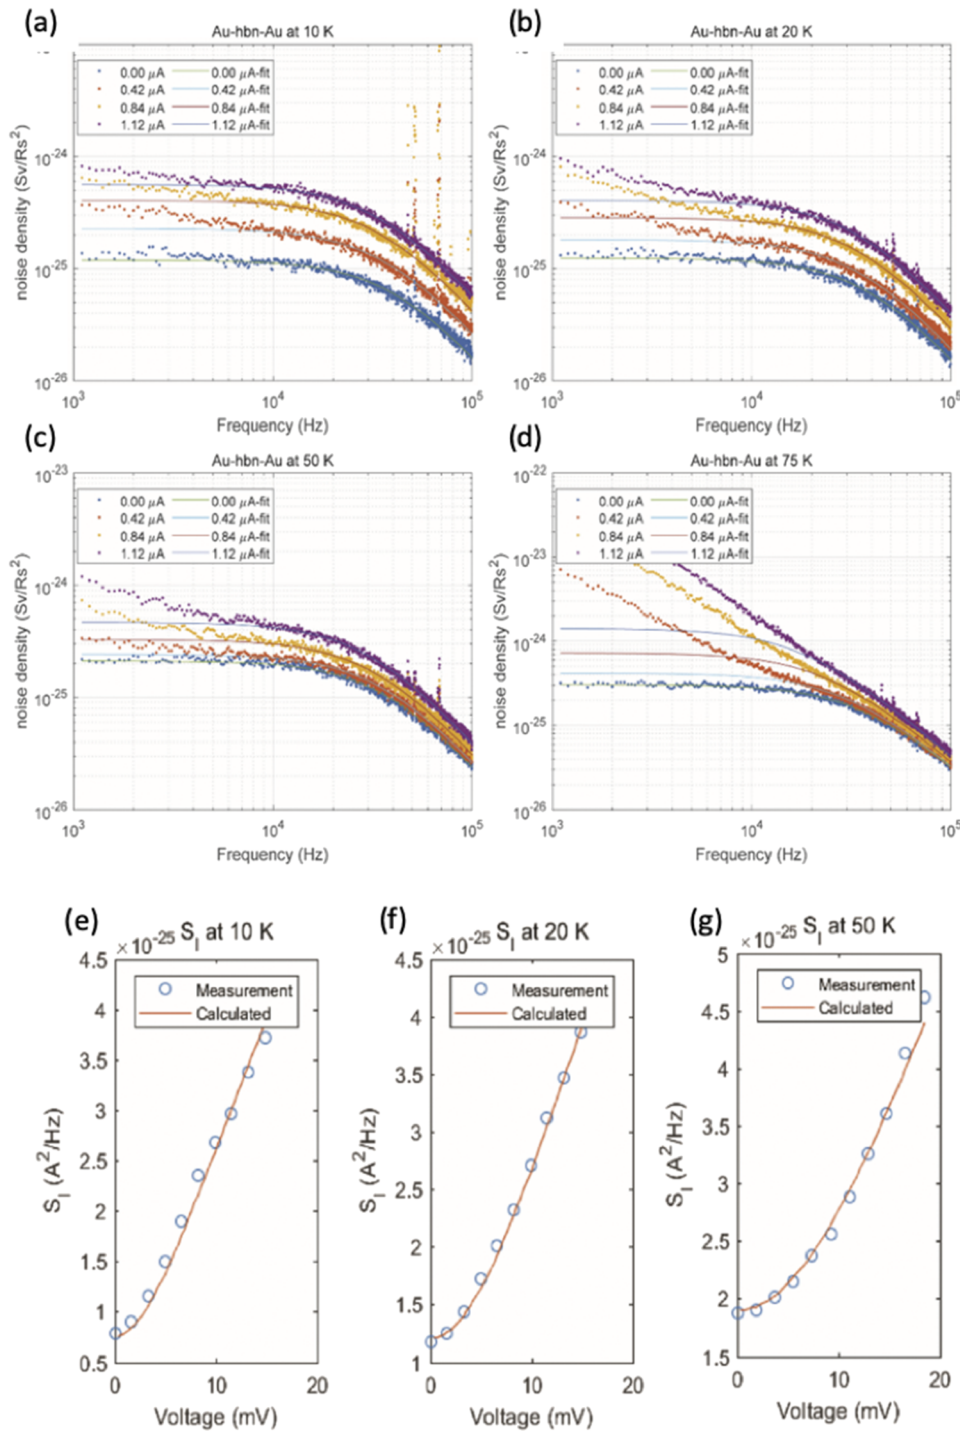 (a)
Au-hbn-Au at 10 K
0.00 μA 0.00 μA-fit
0.42 μA 0.42 μA-fit
0.84 μA 0.84 μA-fit
1.12 μA 1.12 μA-fit
noise density (Sv/Rs²)
10⁻²⁴
10⁻²⁵
10⁻²⁶
10³ 10⁴ 10⁵
Frequency (Hz)
(b)
Au-hbn-Au at 20 K
0.00 μA 0.00 μA-fit
0.42 μA 0.42 μA-fit
0.84 μA 0.84 μA-fit
1.12 μA 1.12 μA-fit
noise density (Sv/Rs²)
10⁻²⁴
10⁻²⁵
10⁻²⁶
10³ 10⁴ 10⁵
Frequency (Hz)
(c)
Au-hbn-Au at 50 K
0.00 μA 0.00 μA-fit
0.42 μA 0.42 μA-fit
0.84 μA 0.84 μA-fit
1.12 μA 1.12 μA-fit
noise density (Sv/Rs²)
10⁻²³
10⁻²⁴
10⁻²⁵
10⁻²⁶
10³ 10⁴ 10⁵
Frequency (Hz)
(d)
Au-hbn-Au at 75 K
0.00 μA 0.00 μA-fit
0.42 μA 0.42 μA-fit
0.84 μA 0.84 μA-fit
1.12 μA 1.12 μA-fit
noise density (Sv/Rs²)
10⁻²²
10⁻²³
10⁻²⁴
10⁻²⁵
10⁻²⁶
10³ 10⁴ 10⁵
Frequency (Hz)
(e)
×10⁻²⁵ S_I at 10 K
Measurement
Calculated
S_I (A²/Hz)
4.5
4
3.5
3
2.5
2
1.5
1
0.5
0 10 20
Voltage (mV)
(f)
×10⁻²⁵ S_I at 20 K
Measurement
Calculated
S_I (A²/Hz)
4.5
4
3.5
3
2.5
2
1.5
1
0 10 20
Voltage (mV)
(g)
×10⁻²⁵ S_I at 50 K
Measurement
Calculated
S_I (A²/Hz)
5
4.5
4
3.5
3
2.5
2
1.5
0 10 20
Voltage (mV)